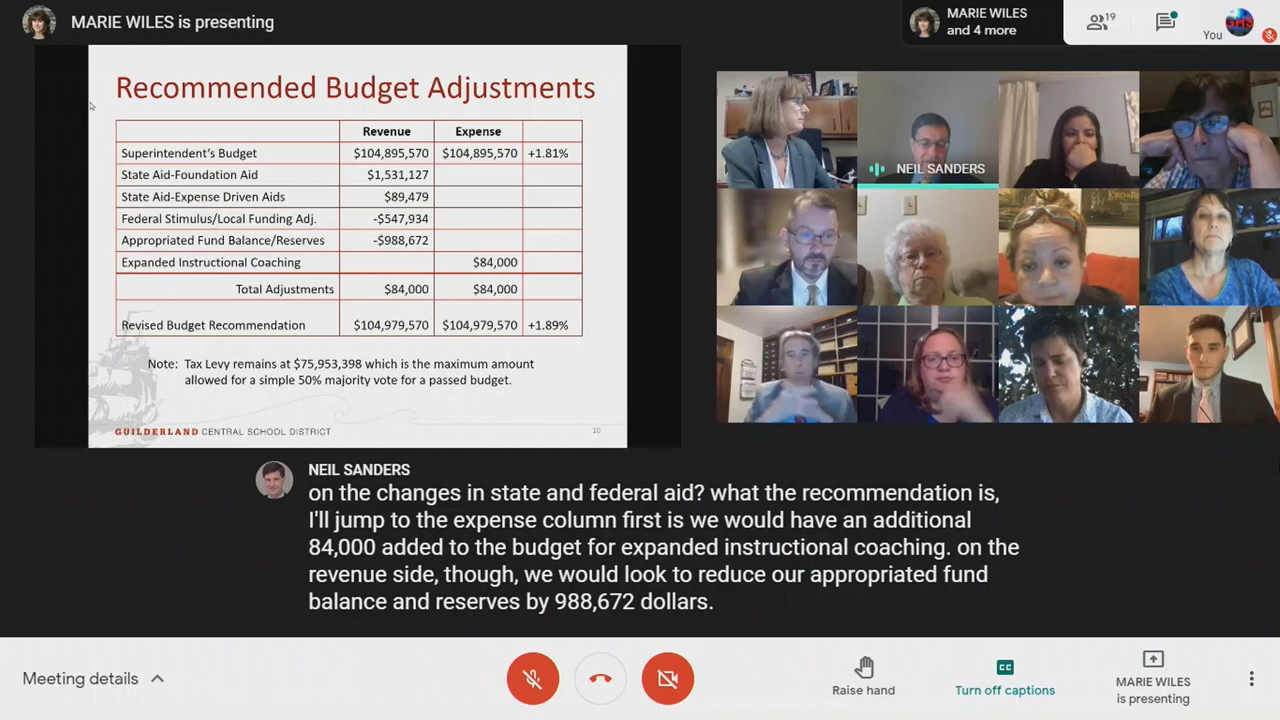 MARIE WILES is presenting
MARIE WILES
and 4 more
19
You
GHS
Recommended Budget Adjustments
Revenue Expense
Superintendent's Budget $104,895,570 $104,895,570 +1.81%
State Aid-Foundation Aid $1,531,127
State Aid-Expense Driven Aids $89,479
Federal Stimulus/Local Funding Adj. -$547,934
Appropriated Fund Balance/Reserves -$988,672
Expanded Instructional Coaching $84,000
Total Adjustments $84,000 $84,000
Revised Budget Recommendation $104,979,570 $104,979,570 +1.89%
Note: Tax Levy remains at $75,953,398 which is the maximum amount
allowed for a simple 50% majority vote for a passed budget.
GUILDERLAND CENTRAL SCHOOL DISTRICT
10
NEIL SANDERS
NEIL SANDERS
on the changes in state and federal aid? what the recommendation is,
I'll jump to the expense column first is we would have an additional
84,000 added to the budget for expanded instructional coaching. on the
revenue side, though, we would look to reduce our appropriated fund
balance and reserves by 988,672 dollars.
Meeting details
Raise hand
CC
Turn off captions
MARIE WILES
is presenting